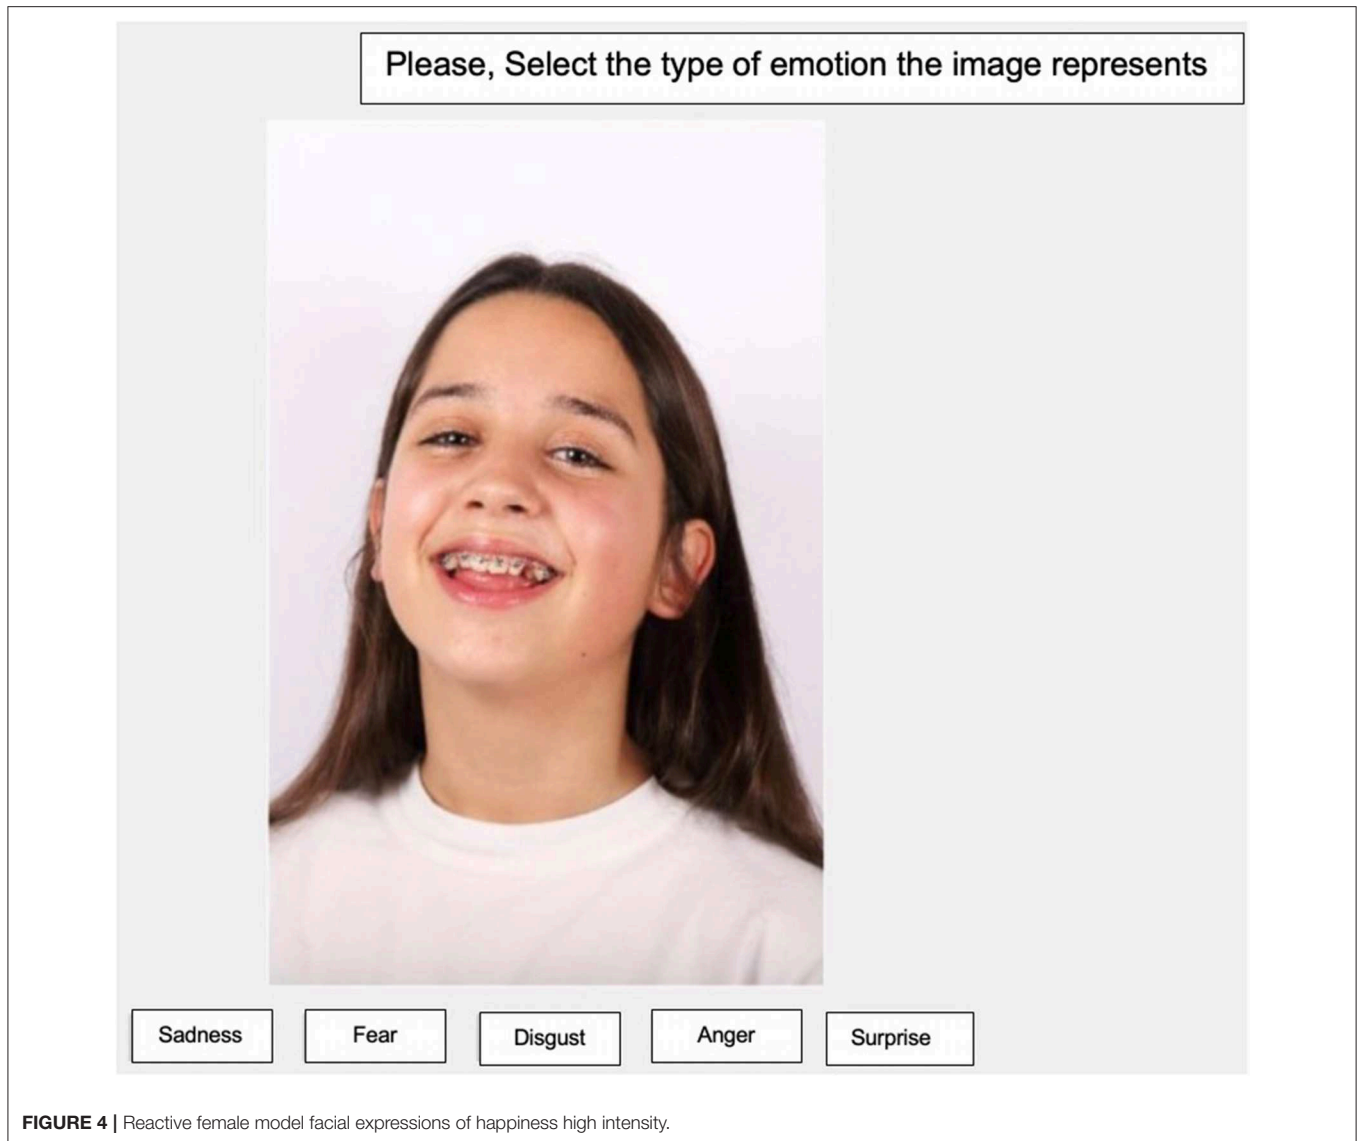 Please, Select the type of emotion the image represents
Sadness
Fear
Disgust
Anger
Surprise
FIGURE 4 | Reactive female model facial expressions of happiness high intensity.